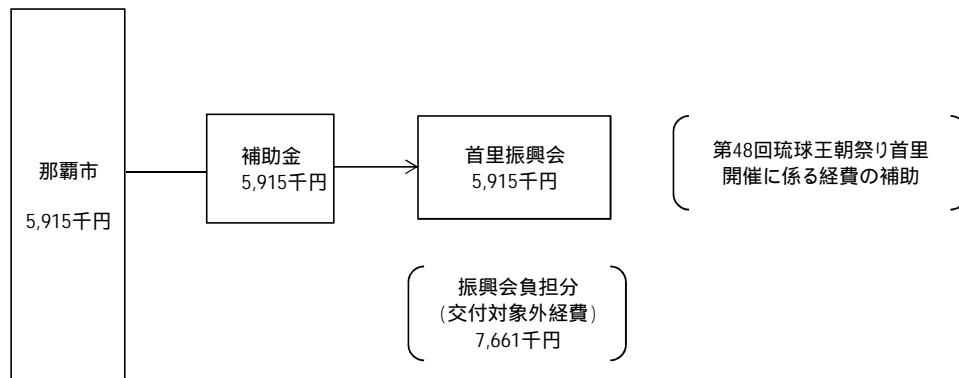 那覇市
5,915千円
補助金
5,915千円
首里振興会
5,915千円
第48回琉球王朝祭り首里
開催に係る経費の補助
振興会負担分
(交付対象外経費)
7,661千円